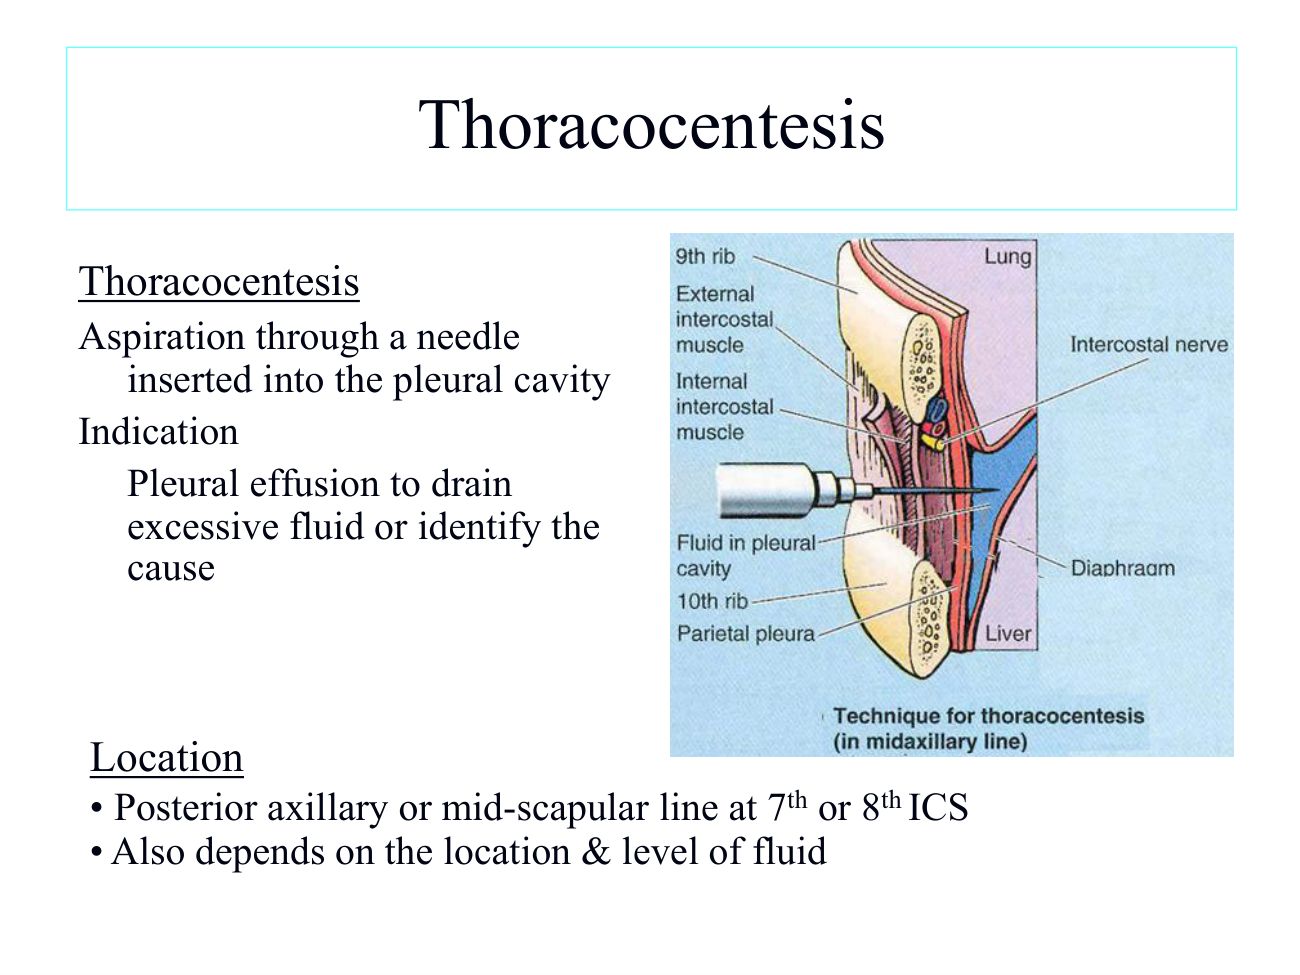 Thoracocentesis
Thoracocentesis
Aspiration through a needle
inserted into the pleural cavity
Indication
Pleural effusion to drain
excessive fluid or identify the
cause
9th rib
External
intercostal
muscle
Internal
intercostal
muscle
Fluid in pleural
cavity
10th rib
Parietal pleura
Lung
Intercostal nerve
Diaphragm
Liver
Technique for thoracocentesis
(in midaxillary line)
Location
• Posterior axillary or mid-scapular line at 7th or 8th ICS
• Also depends on the location & level of fluid